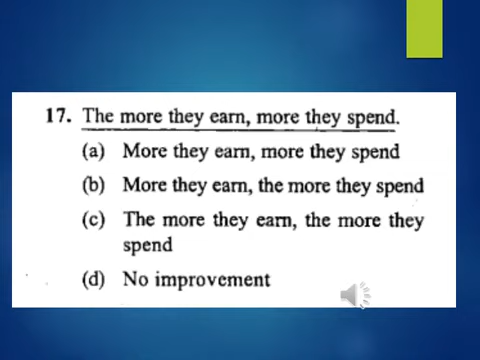 17. The more they earn, more they spend.
(a) More they earn, more they spend
(b) More they earn, the more they spend
(c) The more they earn, the more they
spend
(d) No improvement